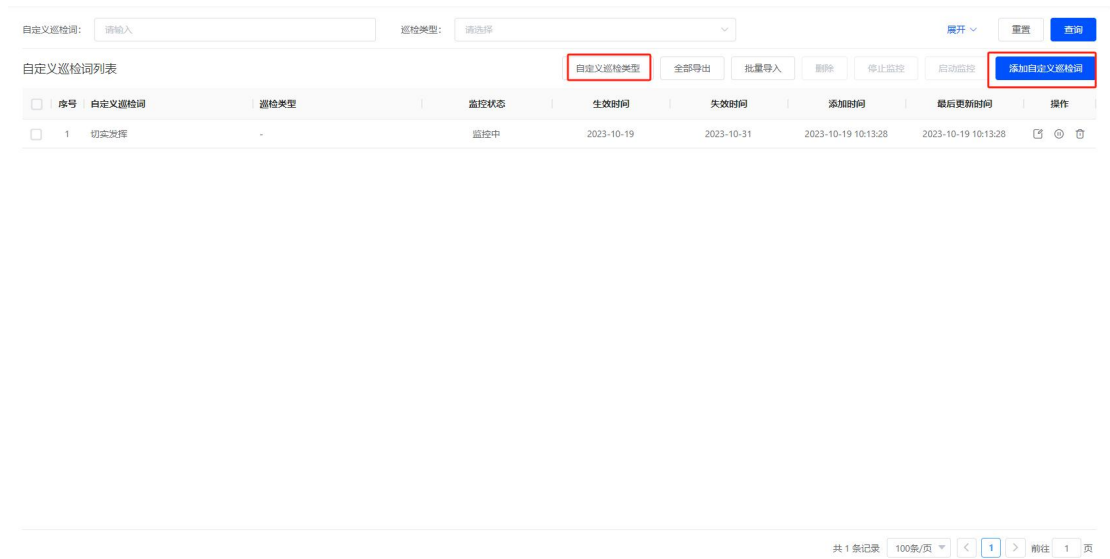 自定义巡检词： 请输入 巡检类型： 请选择 展开 重置 查询
自定义巡检词列表 自定义巡检类型 全部导出 批量导入 删除 停止监控 启动监控 添加自定义巡检词
序号 自定义巡检词 巡检类型 监控状态 生效时间 失效时间 添加时间 最后更新时间 操作
1 切实发挥 - 监控中 2023-10-19 2023-10-31 2023-10-19 10:13:28 2023-10-19 10:13:28
共 1 条记录 100条/页 1 前往 1 页